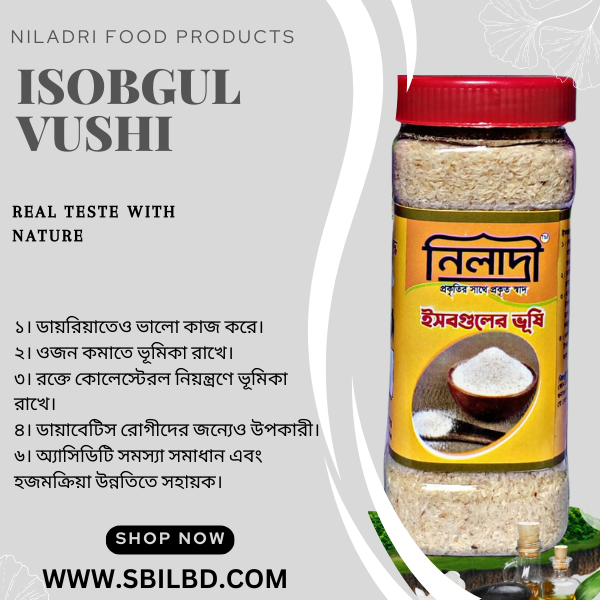 NILADRI FOOD PRODUCTS
ISOBGUL
VUSHI
REAL TESTE WITH
NATURE
১। ডায়রিয়াতেও ভালো কাজ করে।
২। ওজন কমাতে ভূমিকা রাখে।
৩। রক্তে কোলেস্টেরল নিয়ন্ত্রণে ভূমিকা
রাখে।
৪। ডায়াবেটিস রোগীদের জন্যেও উপকারী।
৬। অ্যাসিডিটি সমস্যা সমাধান এবং
হজমক্রিয়া উন্নতিতে সহায়ক।
SHOP NOW
WWW.SBILBD.COM
নিলাদ্রী
TM
প্রকৃতির সাথে প্রকৃত স্বাদ
ইসবগুলের ভূষি